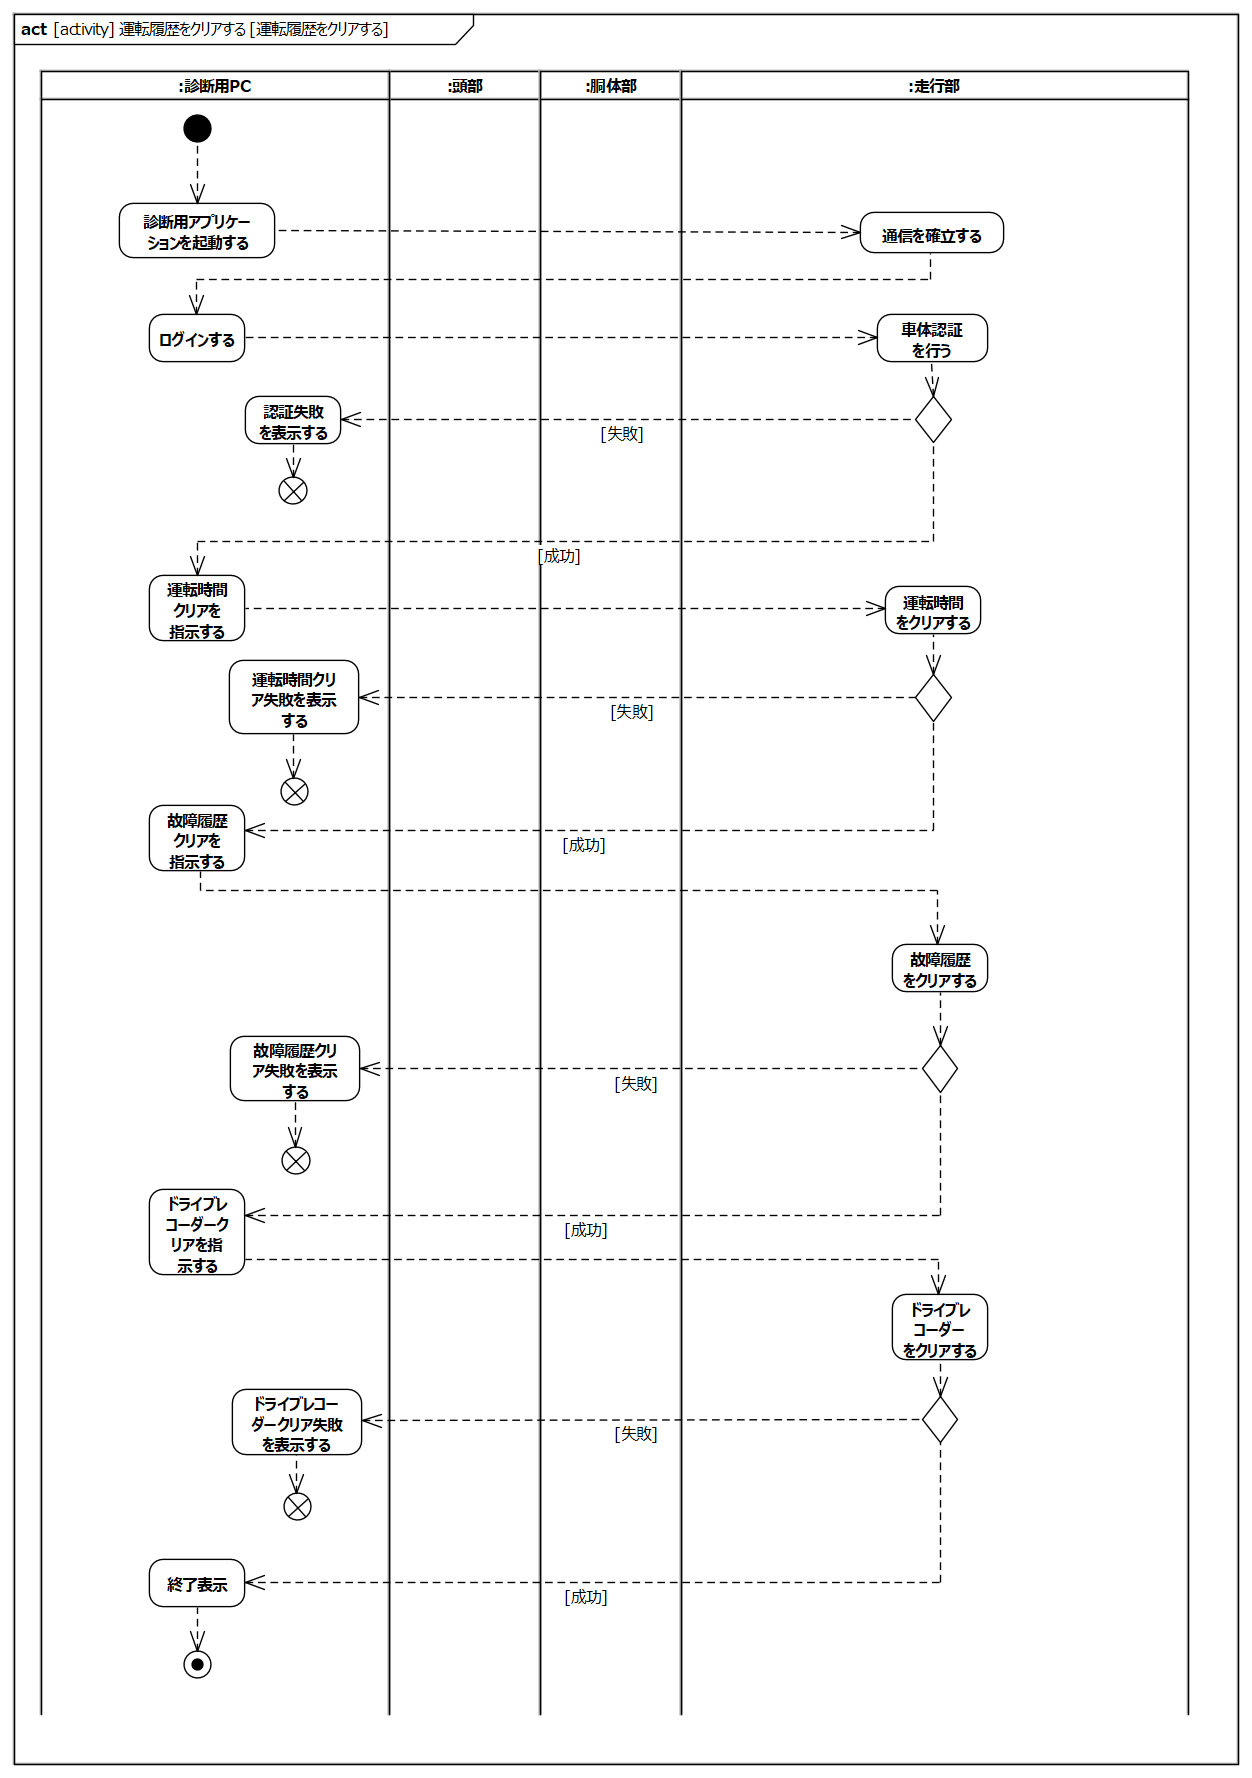 act [activity] 運転履歴をクリアする [運転履歴をクリアする]
:診断用PC
:頭部
:胴体部
:走行部
診断用アプリケー
ションを起動する
通信を確立する
ログインする
車体認証
を行う
認証失敗
を表示する
[失敗]
[成功]
運転時間
クリアを
指示する
運転時間
をクリアする
運転時間クリ
ア失敗を表示
する
[失敗]
故障履歴
クリアを
指示する
[成功]
故障履歴
をクリアする
故障履歴クリ
ア失敗を表示
する
[失敗]
ドライブレ
コーダーク
リアを指
示する
[成功]
ドライブレ
コーダー
をクリアする
ドライブレコー
ダークリア失敗
を表示する
[失敗]
終了表示
[成功]